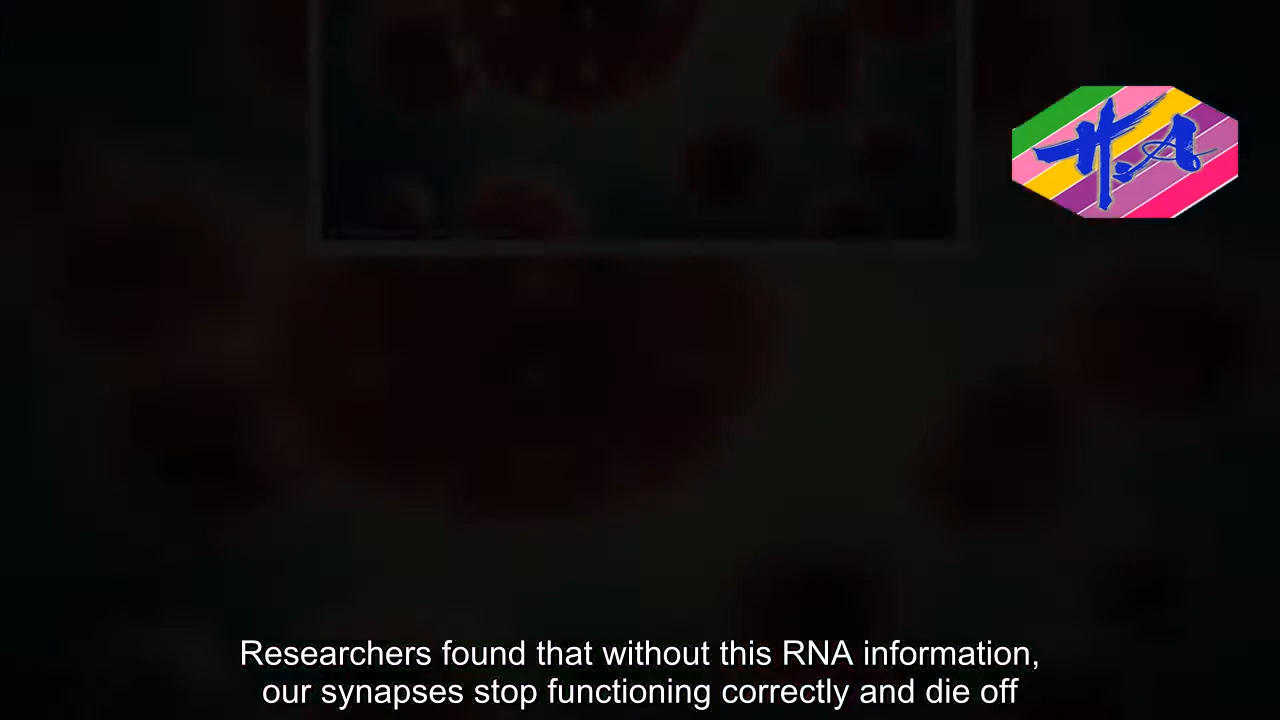 H.A
Researchers found that without this RNA information,
our synapses stop functioning correctly and die off